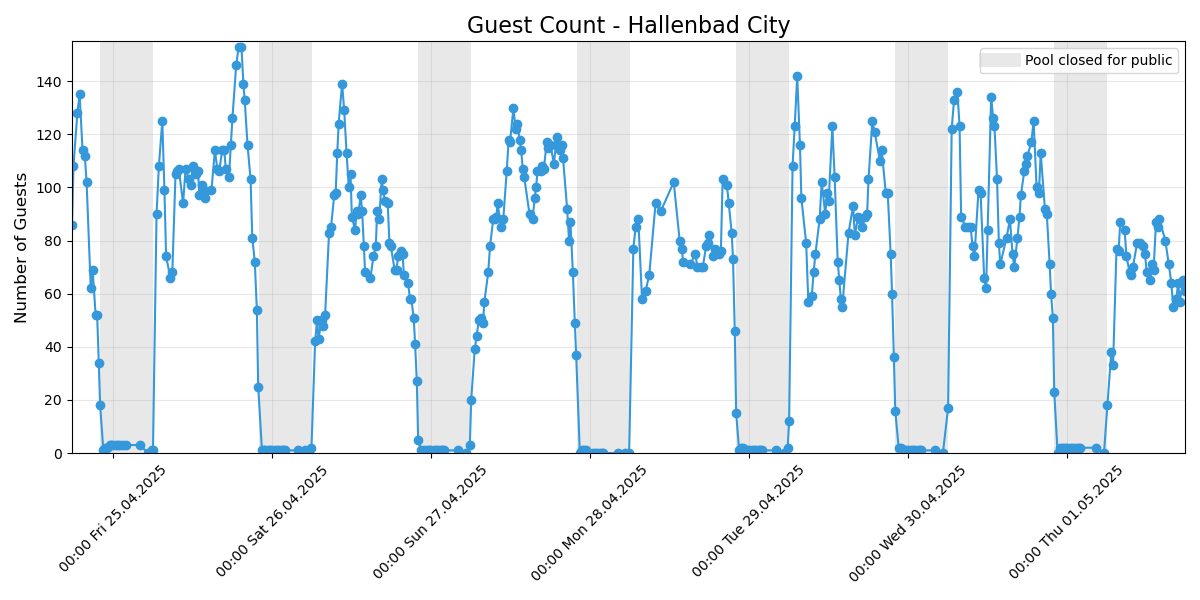 Guest Count - Hallenbad City
Pool closed for public
Number of Guests
140
120
100
80
60
40
20
0
00:00 Fri 25.04.2025
00:00 Sat 26.04.2025
00:00 Sun 27.04.2025
00:00 Mon 28.04.2025
00:00 Tue 29.04.2025
00:00 Wed 30.04.2025
00:00 Thu 01.05.2025